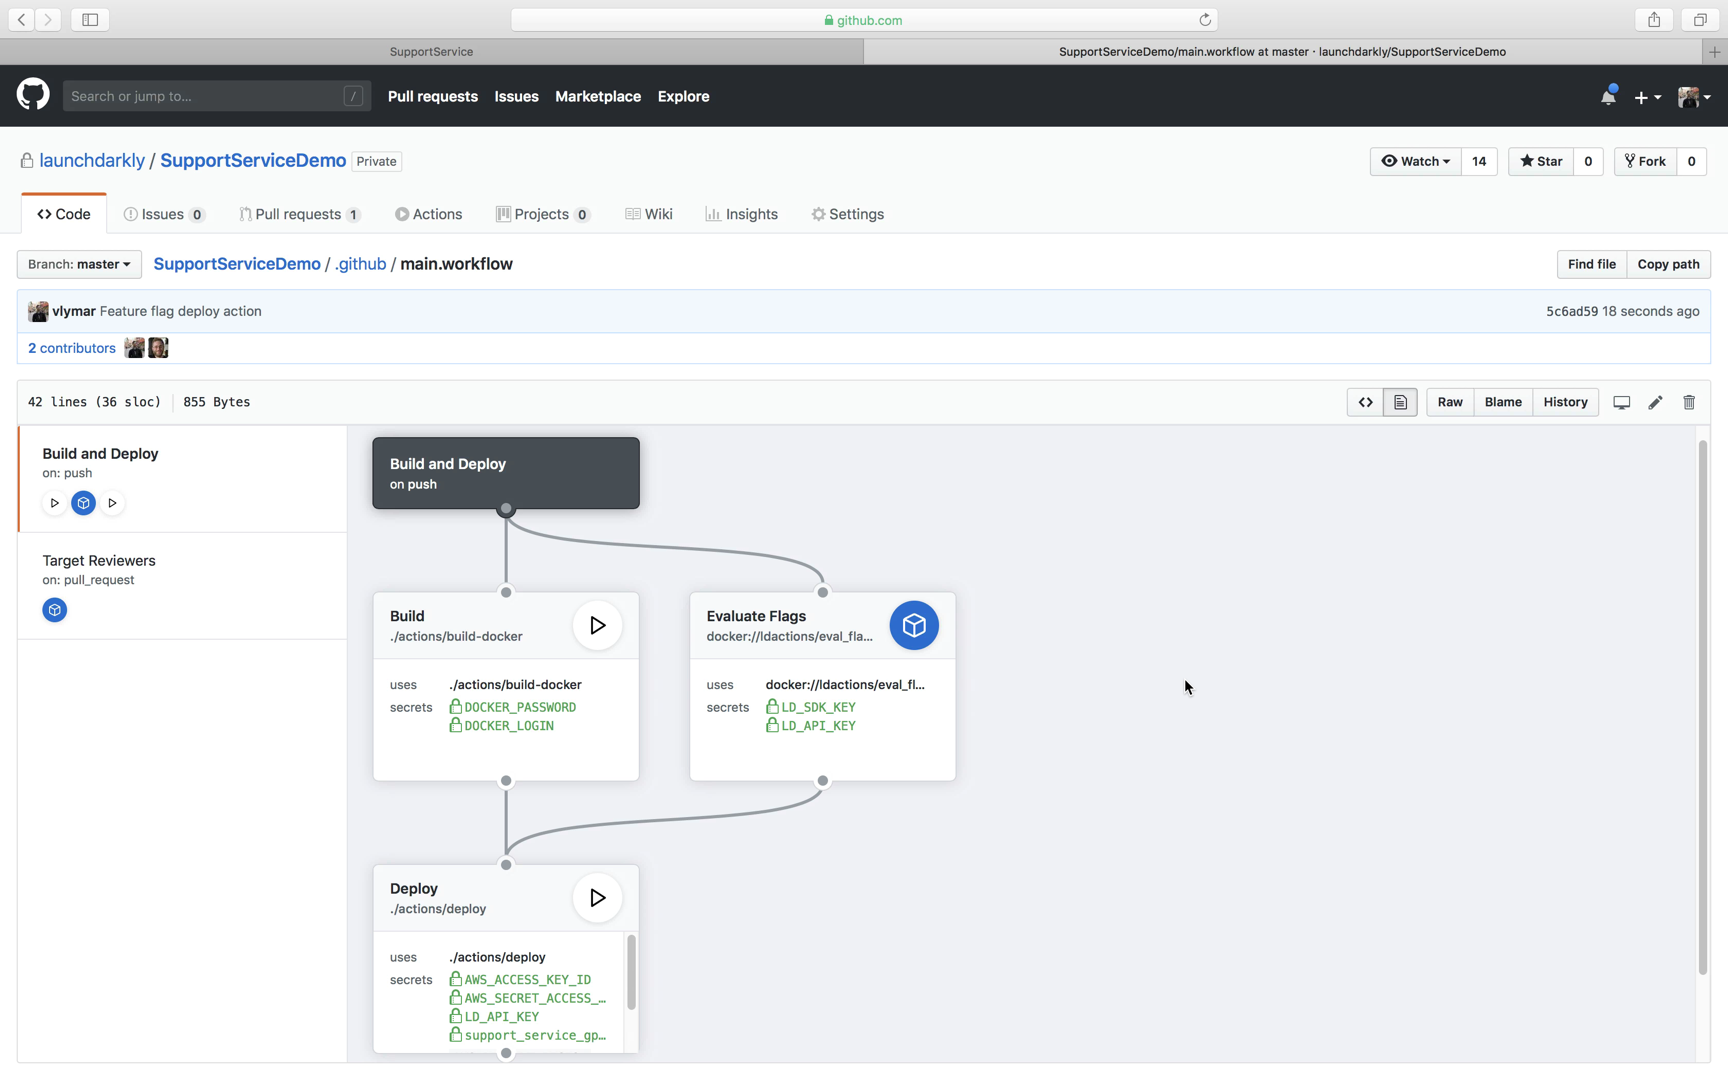 github.com
SupportService
SupportServiceDemo/main.workflow at master · launchdarkly/SupportServiceDemo
Search or jump to... /
Pull requests Issues Marketplace Explore
launchdarkly / SupportServiceDemo Private
Watch 14 Star 0 Fork 0
Code Issues 0 Pull requests 1 Actions Projects 0 Wiki Insights Settings
Branch: master SupportServiceDemo / .github / main.workflow Find file Copy path
vlymar Feature flag deploy action 5c6ad59 18 seconds ago
2 contributors
42 lines (36 sloc) 855 Bytes Raw Blame History
Build and Deploy
on: push
Target Reviewers
on: pull_request
Build and Deploy
on push
Build
./actions/build-docker
uses ./actions/build-docker
secrets DOCKER_PASSWORD
DOCKER_LOGIN
Evaluate Flags
docker://ldactions/eval_fla...
uses docker://ldactions/eval_fl...
secrets LD_SDK_KEY
LD_API_KEY
Deploy
./actions/deploy
uses ./actions/deploy
secrets AWS_ACCESS_KEY_ID
AWS_SECRET_ACCESS_...
LD_API_KEY
support_service_gp...